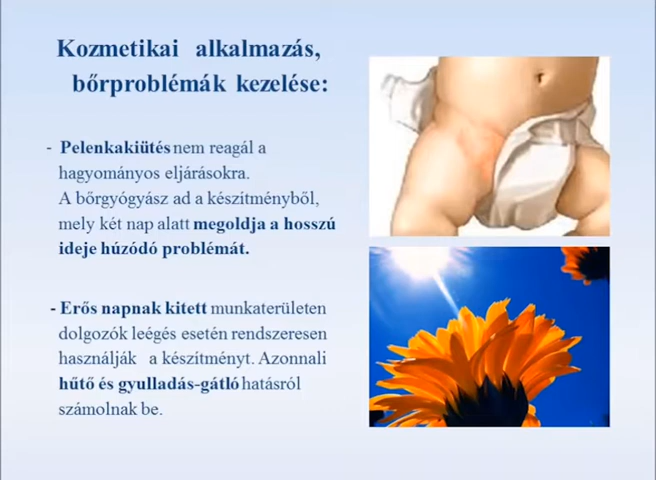 Kozmetikai alkalmazás,
bőrproblémák kezelése:
- Pelenkakiütés nem reagál a
hagyományos eljárásokra.
A bőrgyógyász ad a készítményből,
mely két nap alatt megoldja a hosszú
ideje húzódó problémát.
- Erős napnak kitett munkaterületen
dolgozók leégés esetén rendszeresen
használják a készítményt. Azonnali
hűtő és gyulladás-gátló hatásról
számolnak be.